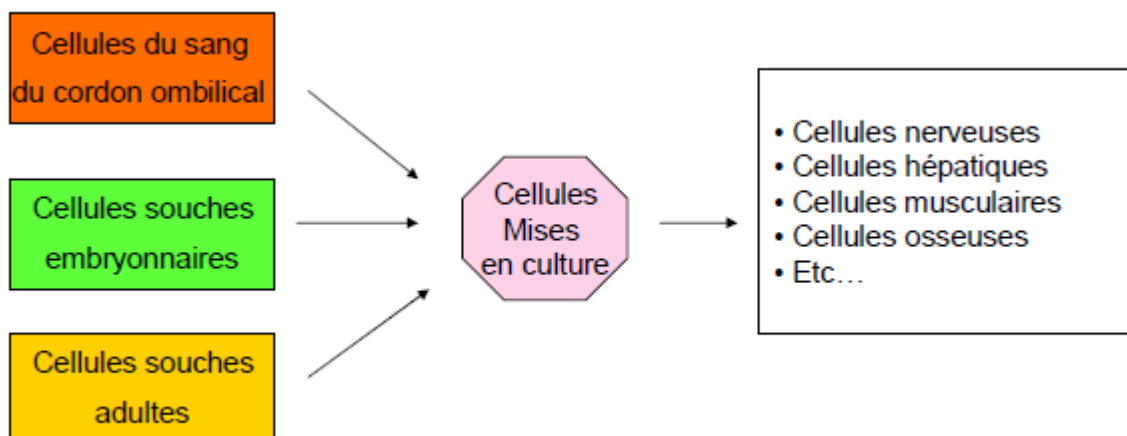 Cellules du sang
du cordon ombilical
Cellules souches
embryonnaires
Cellules souches
adultes
Cellules
Mises
en culture
• Cellules nerveuses
• Cellules hépatiques
• Cellules musculaires
• Cellules osseuses
• Etc…